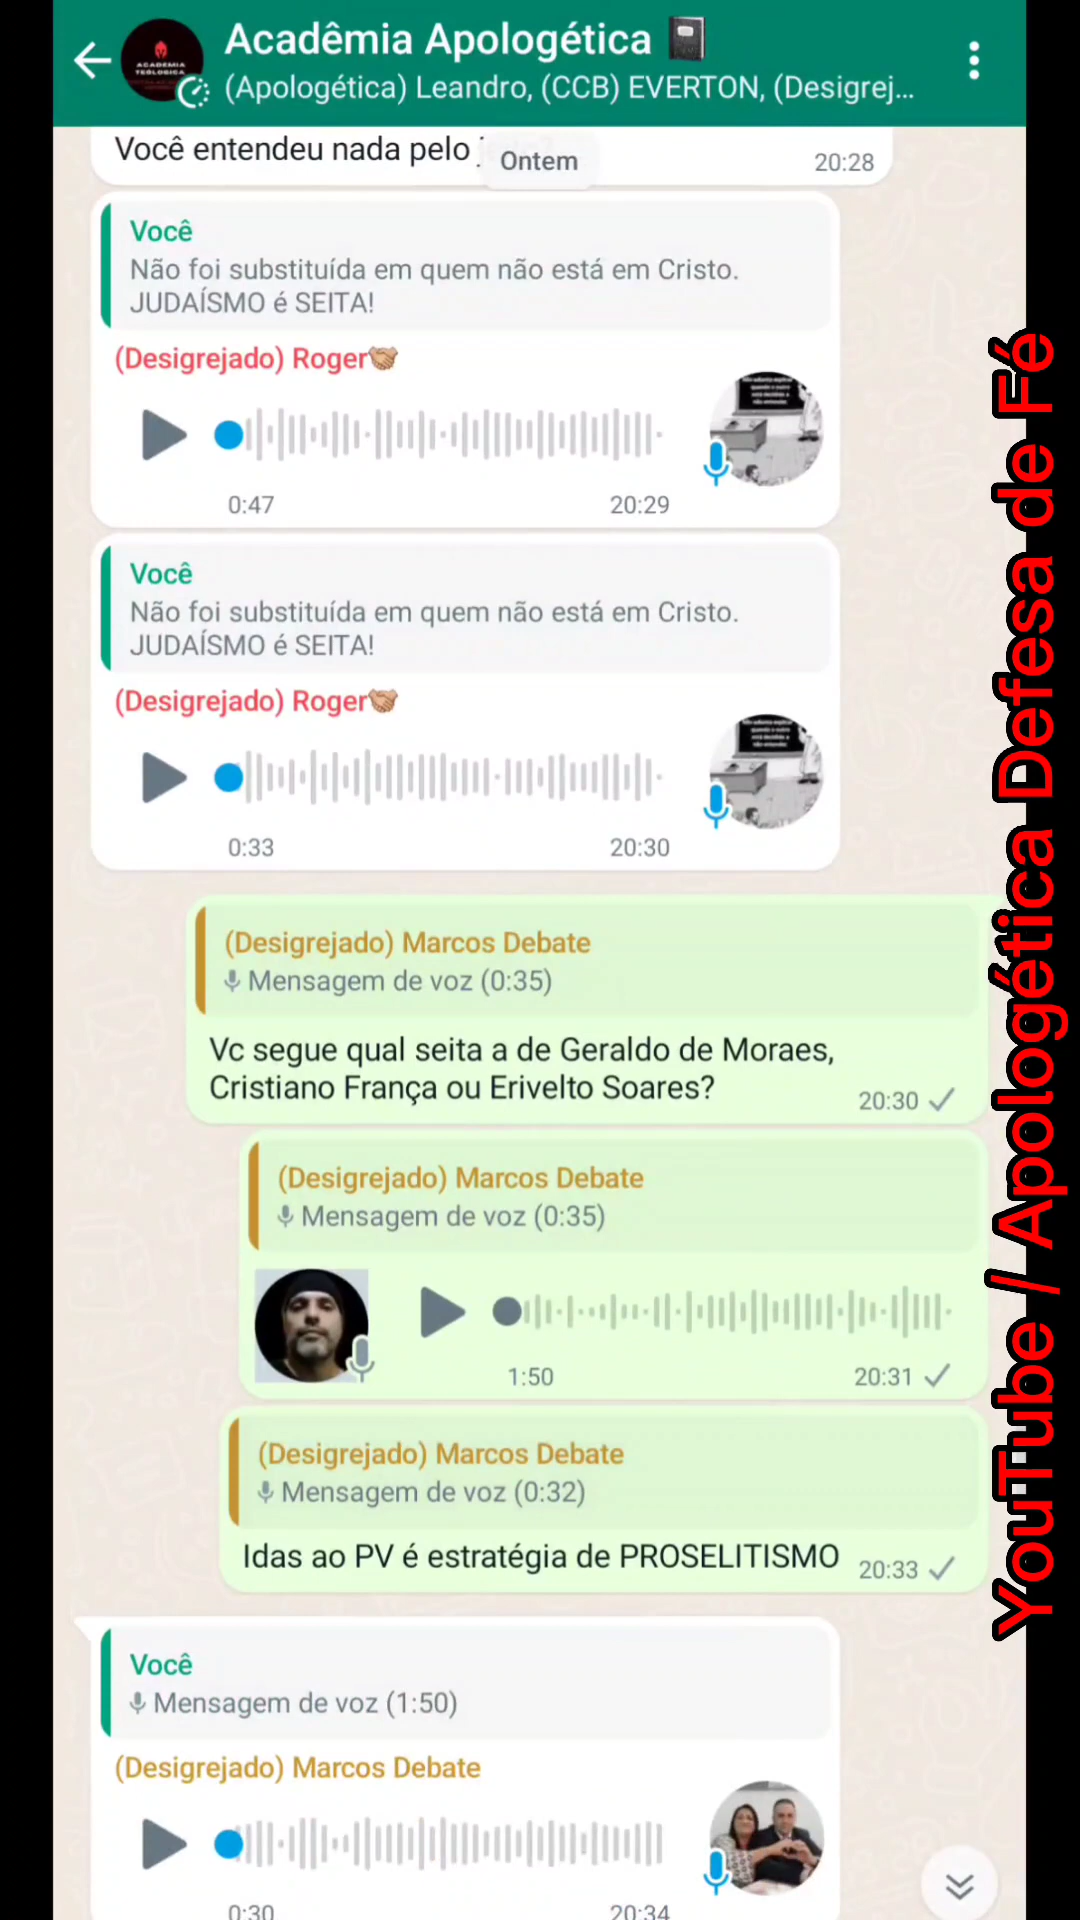 Acadêmia Apologética
(Apologética) Leandro, (CCB) EVERTON, (Desigrej...
ACADEMIA
TEOLOGICA
Você entendeu nada pelo
Ontem
20:28
Você
Não foi substituída em quem não está em Cristo.
JUDAÍSMO é SEITA!
(Desigrejado) Roger
0:47
20:29
Você
Não foi substituída em quem não está em Cristo.
JUDAÍSMO é SEITA!
(Desigrejado) Roger
0:33
20:30
(Desigrejado) Marcos Debate
Mensagem de voz (0:35)
Vc segue qual seita a de Geraldo de Moraes,
Cristiano França ou Erivelto Soares?
20:30
(Desigrejado) Marcos Debate
Mensagem de voz (0:35)
1:50
20:31
(Desigrejado) Marcos Debate
Mensagem de voz (0:32)
Idas ao PV é estratégia de PROSELITISMO
20:33
Você
Mensagem de voz (1:50)
(Desigrejado) Marcos Debate
0:30
20:34
YouTube / Apologética Defesa de Fé